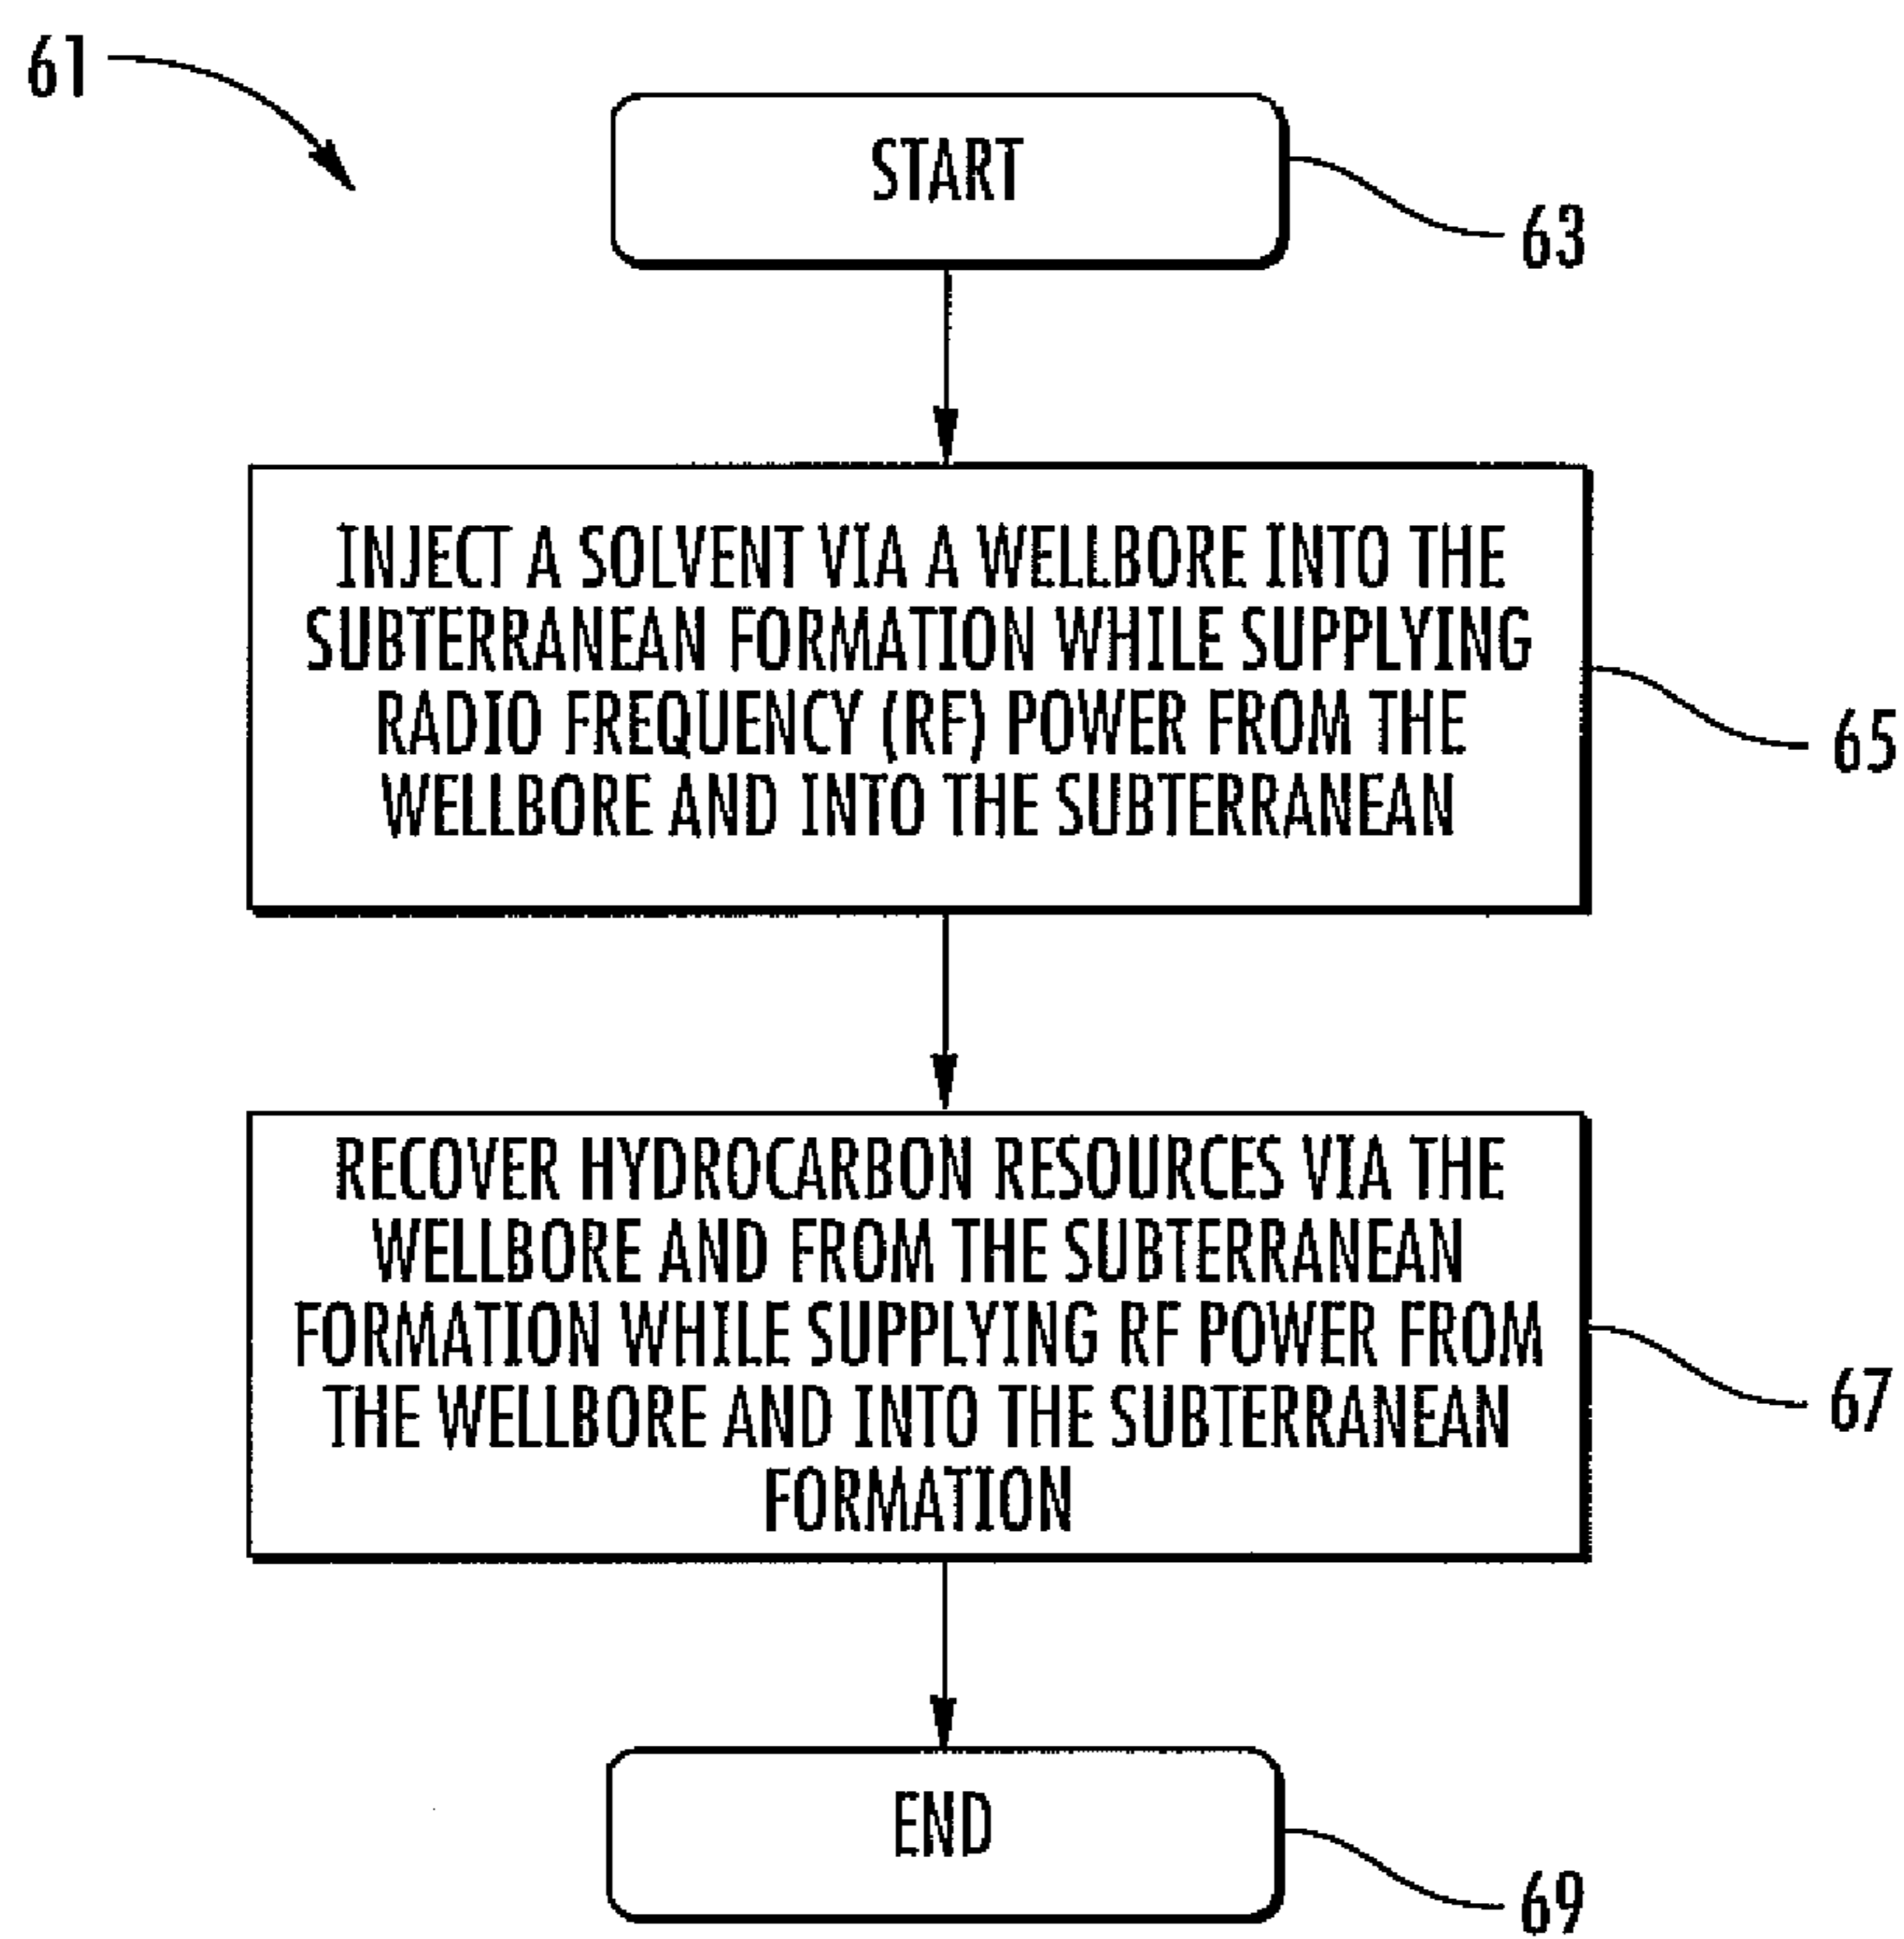 61
START
63
INJECT A SOLVENT VIA A WELLBORE INTO THE
SUBTERRANEAN FORMATION WHILE SUPPLYING
RADIO FREQUENCY (RF) POWER FROM THE
WELLBORE AND INTO THE SUBTERRANEAN
65
RECOVER HYDROCARBON RESOURCES VIA THE
WELLBORE AND FROM THE SUBTERRANEAN
FORMATION WHILE SUPPLYING RF POWER FROM
THE WELLBORE AND INTO THE SUBTERRANEAN
FORMATION
67
END
69